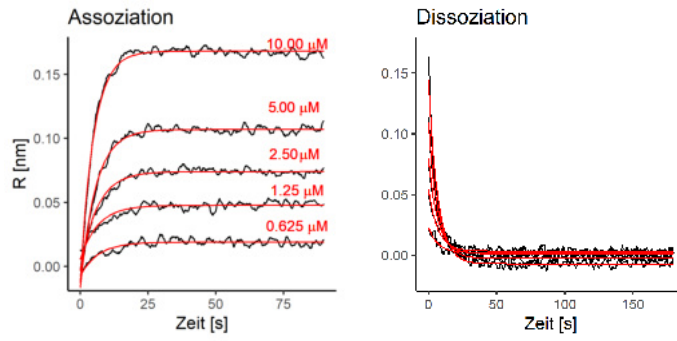 Assoziation
10.00 µM
5.00 µM
2.50µM
1.25 µM
0.625 µM
0.15
0.10
0.05
0.00
R [nm]
0
25
50
75
Zeit [s]
Dissoziation
0.15
0.10
0.05
0.00
0
50
100
150
Zeit [s]